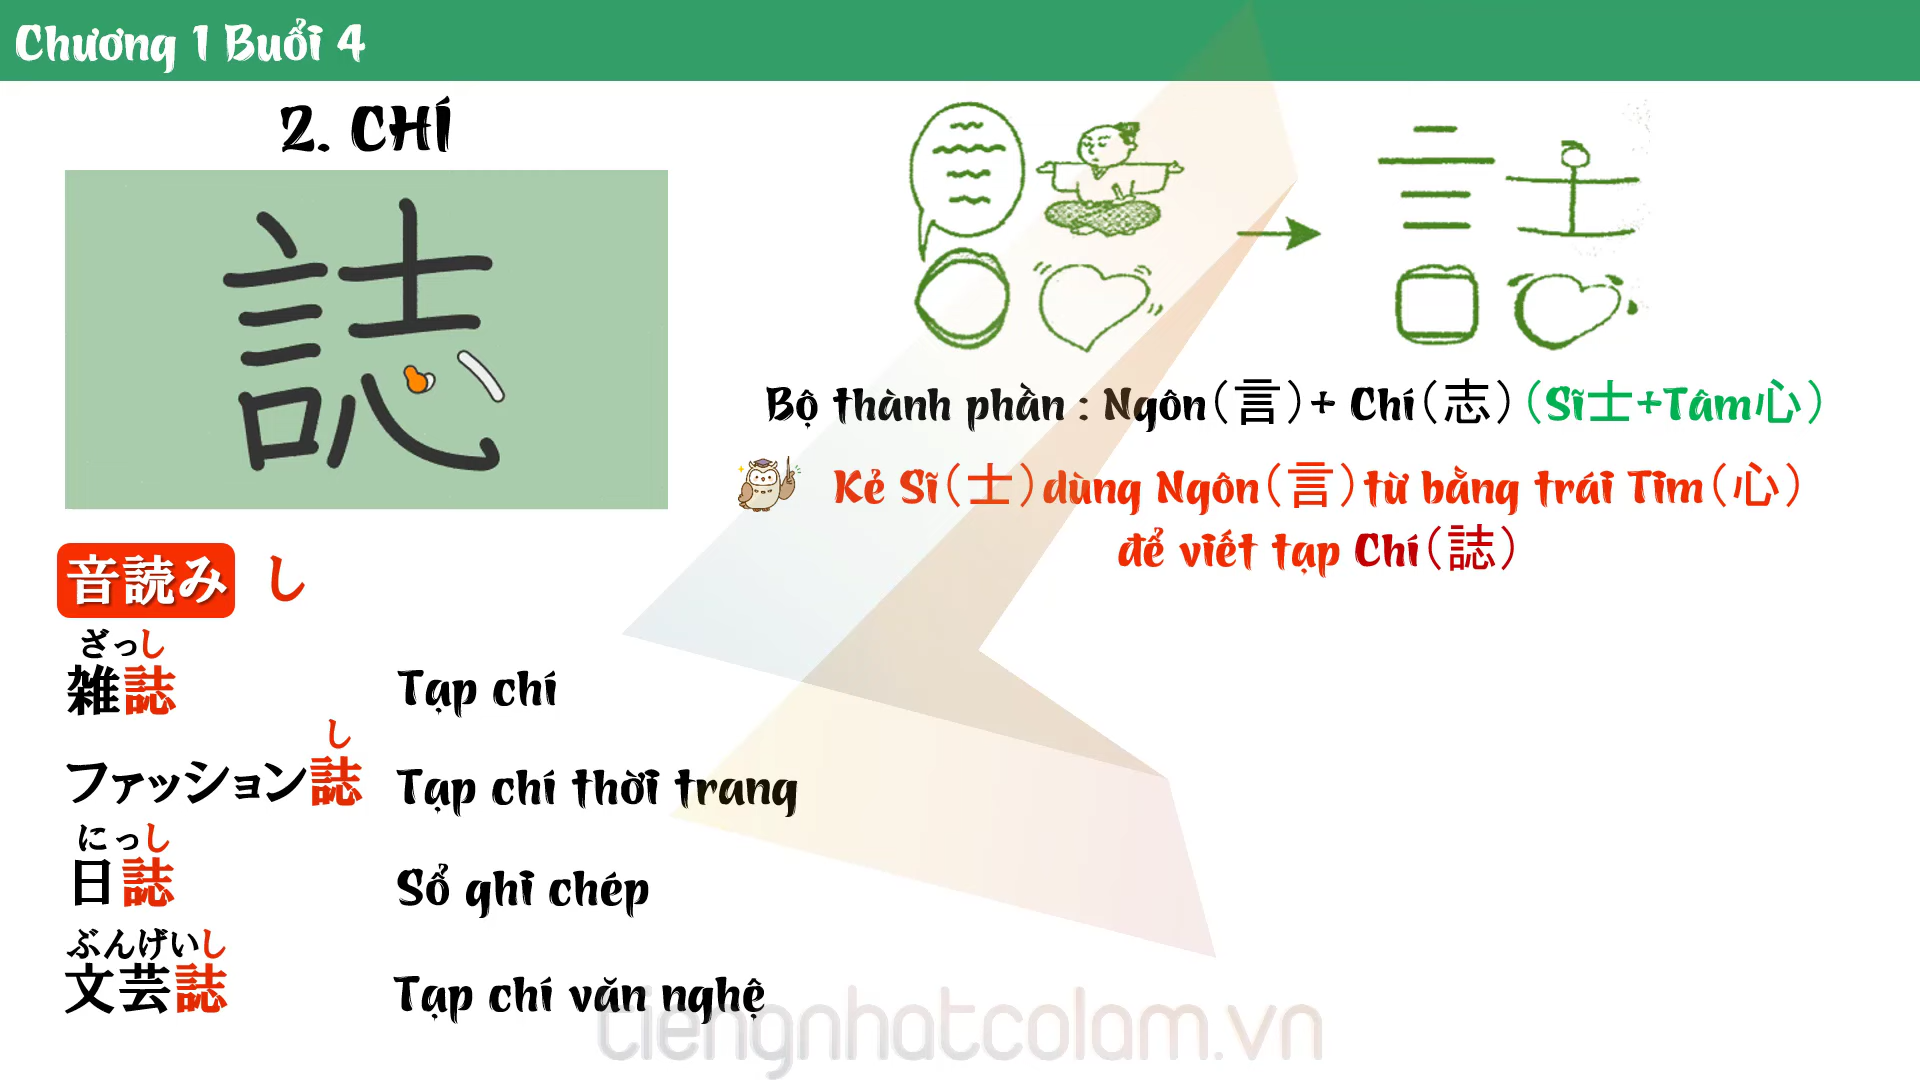 Chương 1 Buổi 4
2. CHÍ
誌
Bộ thành phần : Ngôn（言）+ Chí（志）（Sĩ士+Tâm心）
Kẻ Sĩ（士）dùng Ngôn（言）từ bằng trái Tim（心）
để viết tạp Chí（誌）
音読み し
ざっし
雑誌 Tạp chí
し
ファッション誌 Tạp chí thời trang
にっし
日誌 Sổ ghi chép
ぶんげいし
文芸誌 Tạp chí văn nghệ
tiengnhatcolam.vn